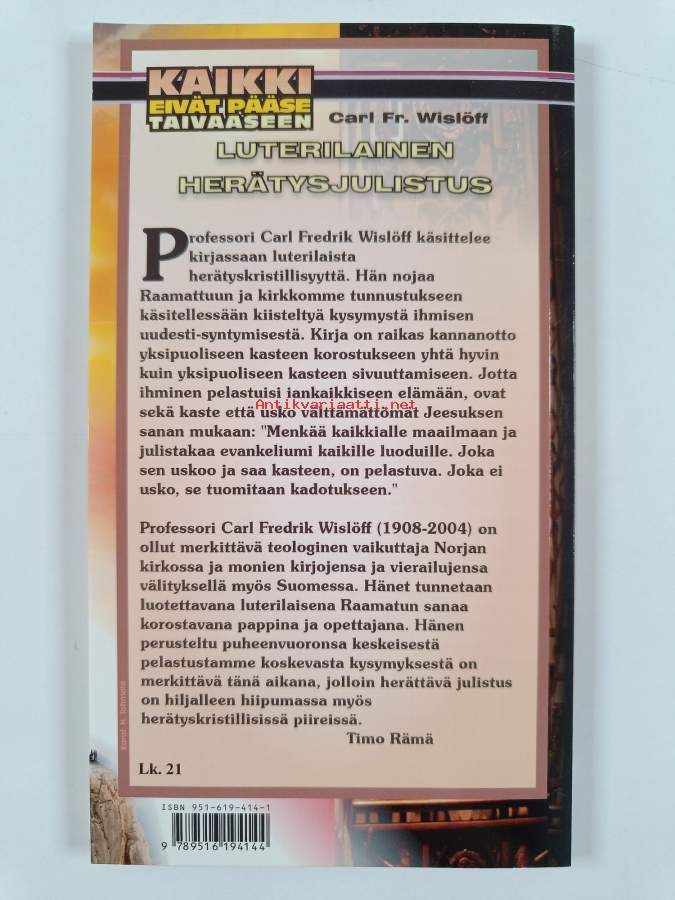 KAIKKI
EIVÄT PÄÄSE
TAIVAASEEN
Carl Fr. Wislöff
LUTERILAINEN
HERÄTYSJULISTUS
Professori Carl Fredrik Wislöff käsittelee
kirjassaan luterilaista
herätyskristillisyyttä. Hän nojaa
Raamattuun ja kirkkomme tunnustukseen
käsitellessään kiisteltyä kysymystä ihmisen
uudesti-syntymisestä. Kirja on raikas kannanotto
yksipuoliseen kasteen korostukseen yhtä hyvin
kuin yksipuoliseen kasteen sivuuttamiseen. Jotta
ihminen pelastuisi iankaikkiseen elämään, ovat
Antikvariaatti.net
sekä kaste että usko välttämättömät Jeesuksen
sanan mukaan: "Menkää kaikkialle maailmaan ja
julistakaa evankeliumi kaikille luoduille. Joka
sen uskoo ja saa kasteen, on pelastuva. Joka ei
usko, se tuomitaan kadotukseen."
Professori Carl Fredrik Wislöff (1908-2004) on
ollut merkittävä teologinen vaikuttaja Norjan
kirkossa ja monien kirjojensa ja vierailujensa
välityksellä myös Suomessa. Hänet tunnetaan
luotettavana luterilaisena Raamatun sanaa
korostavana pappina ja opettajana. Hänen
perusteltu puheenvuoronsa keskeisestä
pelastustamme koskevasta kysymyksestä on
merkittävä tänä aikana, jolloin herättävä julistus
on hiljalleen hiipumassa myös
herätyskristillisissä piireissä.
Timo Rämä
Lk. 21
ISBN 951-619-414-1
9 789516 194144